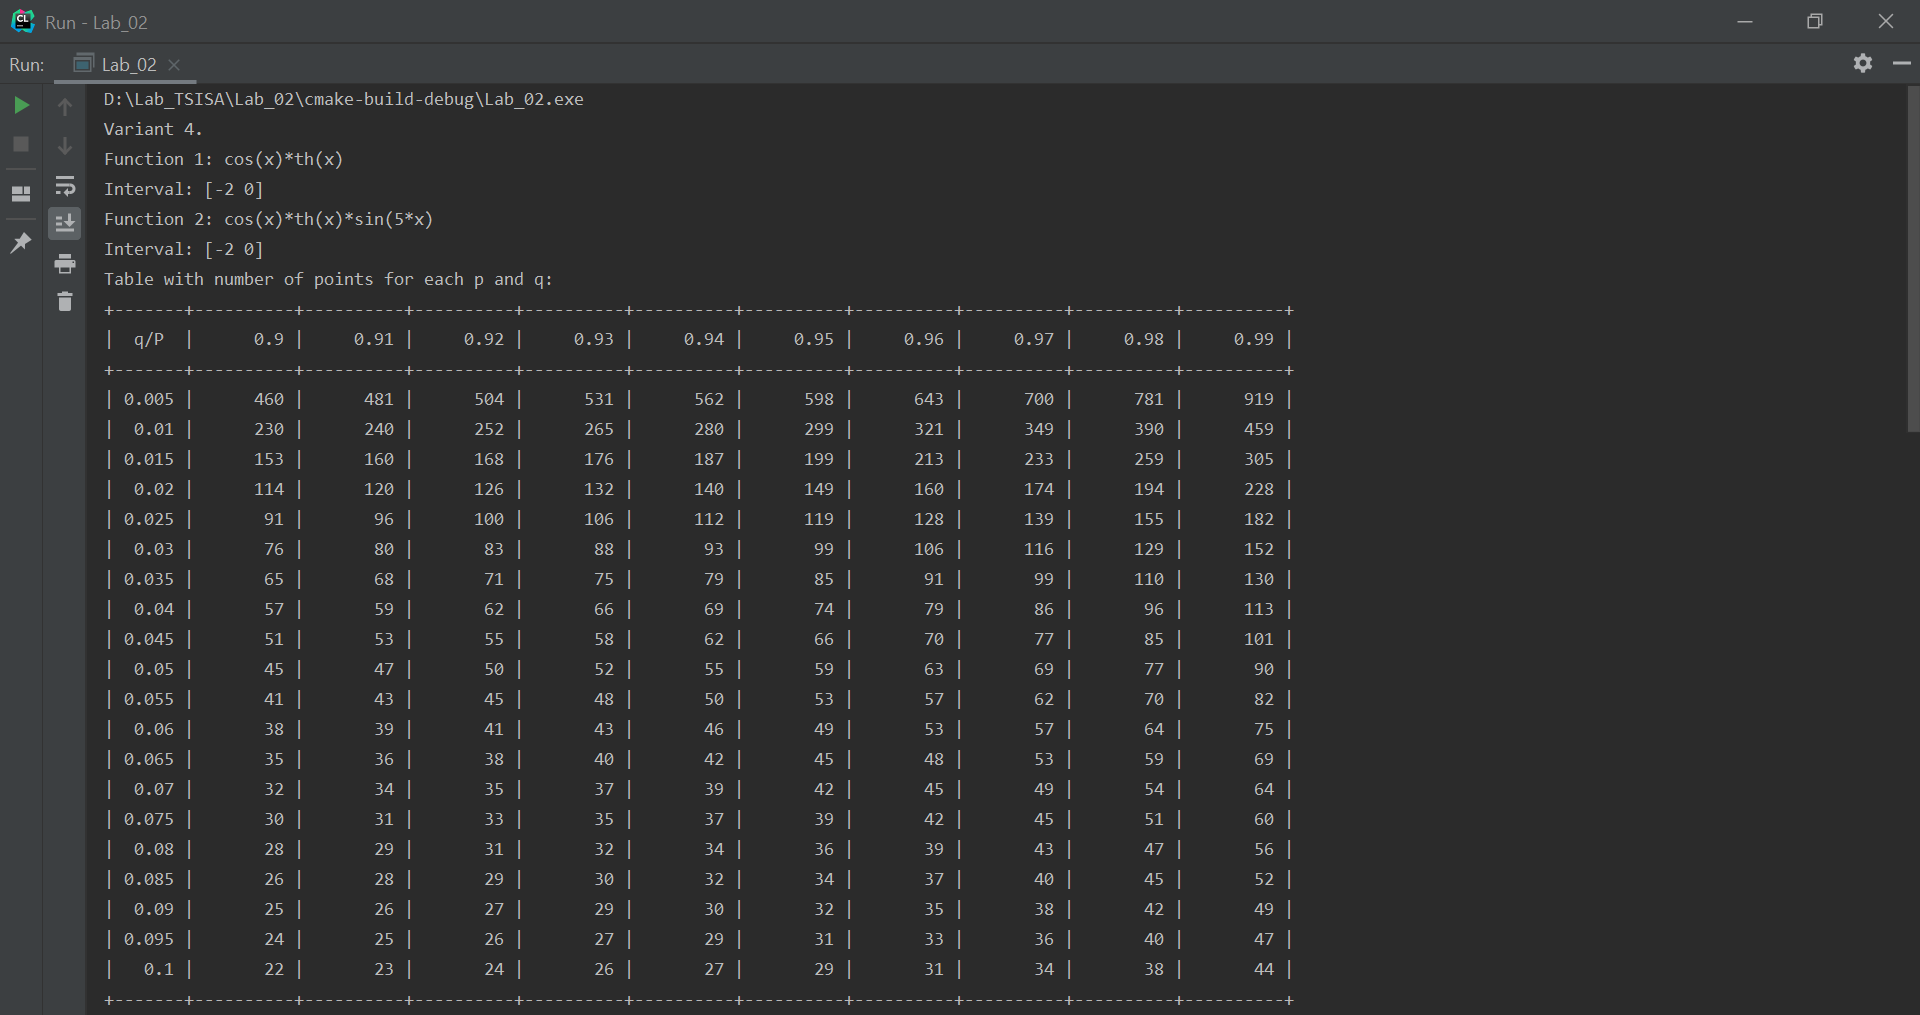 Run - Lab_02
Run: Lab_02
D:\Lab_TSISA\Lab_02\cmake-build-debug\Lab_02.exe
Variant 4.
Function 1: cos(x)*th(x)
Interval: [-2 0]
Function 2: cos(x)*th(x)*sin(5*x)
Interval: [-2 0]
Table with number of points for each p and q:
+-------+----------+----------+----------+----------+----------+----------+----------+----------+----------+----------+
|  q/P  |      0.9 |     0.91 |     0.92 |     0.93 |     0.94 |     0.95 |     0.96 |     0.97 |     0.98 |     0.99 |
+-------+----------+----------+----------+----------+----------+----------+----------+----------+----------+----------+
| 0.005 |      460 |      481 |      504 |      531 |      562 |      598 |      643 |      700 |      781 |      919 |
|  0.01 |      230 |      240 |      252 |      265 |      280 |      299 |      321 |      349 |      390 |      459 |
| 0.015 |      153 |      160 |      168 |      176 |      187 |      199 |      213 |      233 |      259 |      305 |
|  0.02 |      114 |      120 |      126 |      132 |      140 |      149 |      160 |      174 |      194 |      228 |
| 0.025 |       91 |       96 |      100 |      106 |      112 |      119 |      128 |      139 |      155 |      182 |
|  0.03 |       76 |       80 |       83 |       88 |       93 |       99 |      106 |      116 |      129 |      152 |
| 0.035 |       65 |       68 |       71 |       75 |       79 |       85 |       91 |       99 |      110 |      130 |
|  0.04 |       57 |       59 |       62 |       66 |       69 |       74 |       79 |       86 |       96 |      113 |
| 0.045 |       51 |       53 |       55 |       58 |       62 |       66 |       70 |       77 |       85 |      101 |
|  0.05 |       45 |       47 |       50 |       52 |       55 |       59 |       63 |       69 |       77 |       90 |
| 0.055 |       41 |       43 |       45 |       48 |       50 |       53 |       57 |       62 |       70 |       82 |
|  0.06 |       38 |       39 |       41 |       43 |       46 |       49 |       53 |       57 |       64 |       75 |
| 0.065 |       35 |       36 |       38 |       40 |       42 |       45 |       48 |       53 |       59 |       69 |
|  0.07 |       32 |       34 |       35 |       37 |       39 |       42 |       45 |       49 |       54 |       64 |
| 0.075 |       30 |       31 |       33 |       35 |       37 |       39 |       42 |       45 |       51 |       60 |
|  0.08 |       28 |       29 |       31 |       32 |       34 |       36 |       39 |       43 |       47 |       56 |
| 0.085 |       26 |       28 |       29 |       30 |       32 |       34 |       37 |       40 |       45 |       52 |
|  0.09 |       25 |       26 |       27 |       29 |       30 |       32 |       35 |       38 |       42 |       49 |
| 0.095 |       24 |       25 |       26 |       27 |       29 |       31 |       33 |       36 |       40 |       47 |
|   0.1 |       22 |       23 |       24 |       26 |       27 |       29 |       31 |       34 |       38 |       44 |
+-------+----------+----------+----------+----------+----------+----------+----------+----------+----------+----------+